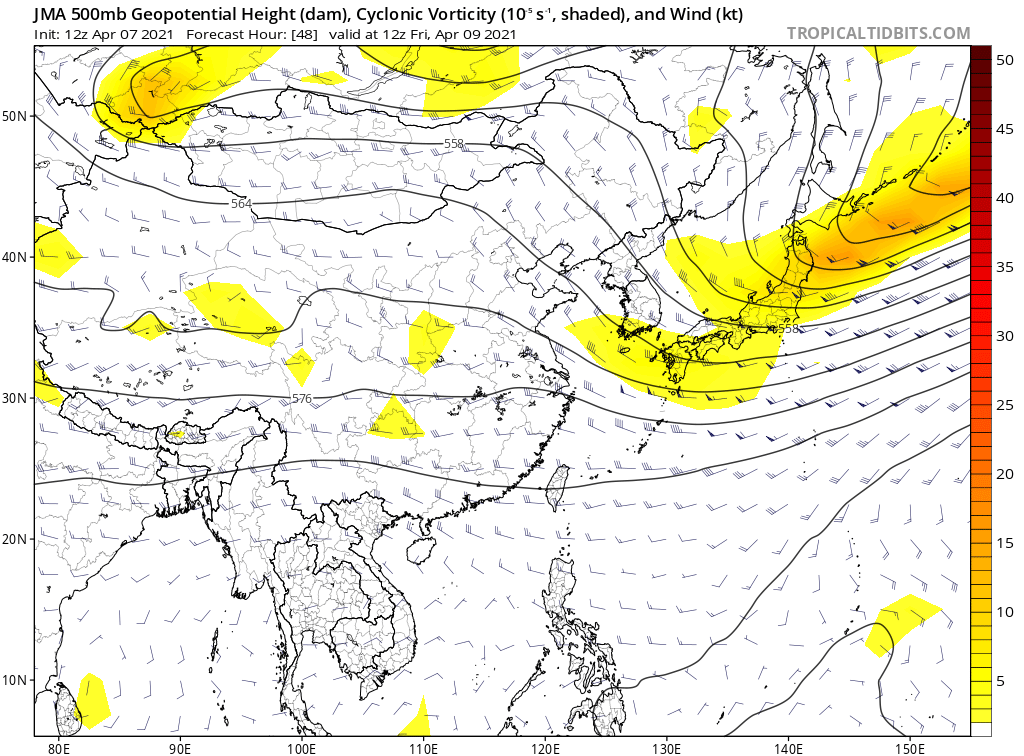 JMA 500mb Geopotential Height (dam), Cyclonic Vorticity (10⁻⁵ s⁻¹, shaded), and Wind (kt)
Init: 12z Apr 07 2021 Forecast Hour: [48] valid at 12z Fri, Apr 09 2021
TROPICALTIDBITS.COM
50
50N
45
558
40
564
40N
35
558
30
576
30N
25
20
20N
15
10
10N
5
80E 90E 100E 110E 120E 130E 140E 150E